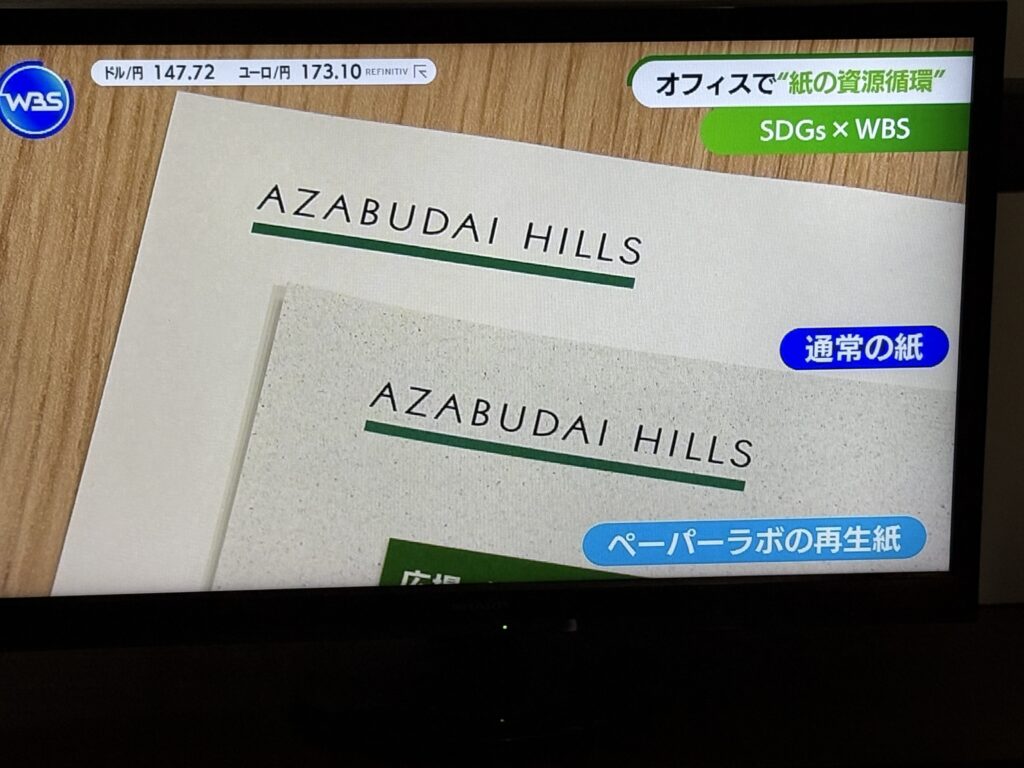 WBS
ドル/円 147.72 ユーロ/円 173.10 REFINITIV
オフィスで“紙の資源循環”
SDGs × WBS
AZABUDAI HILLS
通常の紙
AZABUDAI HILLS
ペーパーラボの再生紙
広場